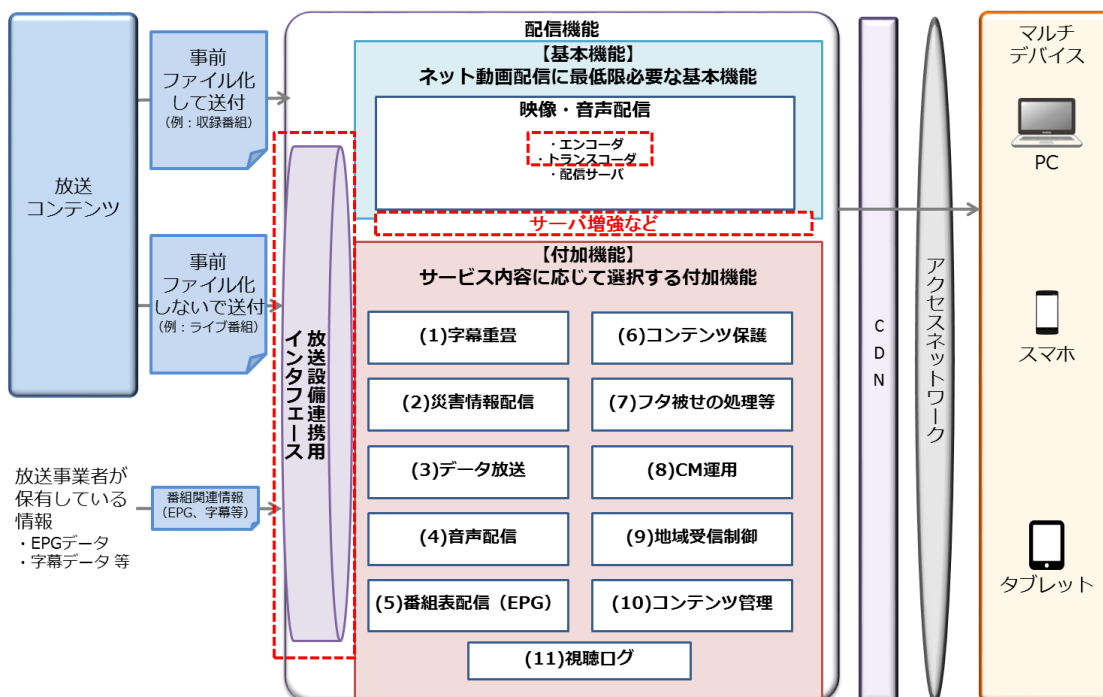 放送
コンテンツ
事前
ファイル化
して送付
(例：収録番組)
事前
ファイル化
しないで送付
(例：ライブ番組)
放送事業者が
保有している
情報
・EPGデータ
・字幕データ 等
番組関連情報
(EPG、字幕等)
放送設備連携用
インタフェース
配信機能
【基本機能】
ネット動画配信に最低限必要な基本機能
映像・音声配信
・エンコーダ
・トランスコーダ
・配信サーバ
サーバ増強など
【付加機能】
サービス内容に応じて選択する付加機能
(1)字幕重畳
(2)災害情報配信
(3)データ放送
(4)音声配信
(5)番組表配信（EPG）
(6)コンテンツ保護
(7)フタ被せの処理等
(8)CM運用
(9)地域受信制御
(10)コンテンツ管理
(11)視聴ログ
CDN
アクセスネットワーク
マルチ
デバイス
PC
スマホ
タブレット